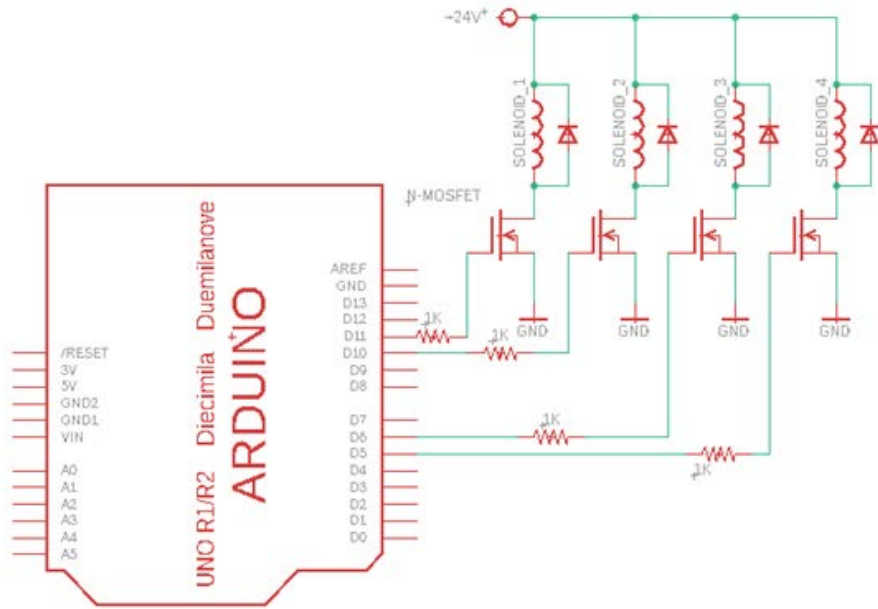 +24V
SOLENOID_1
SOLENOID_2
SOLENOID_3
SOLENOID_4
N-MOSFET
GND
GND
GND
GND
1K
1K
1K
1K
UNO R1/R2 Diecimila Duemilanove
ARDUINO
/RESET
3V
5V
GND2
GND1
VIN
A0
A1
A2
A3
A4
A5
AREF
GND
D13
D12
D11
D10
D9
D8
D7
D6
D5
D4
D3
D2
D1
D0